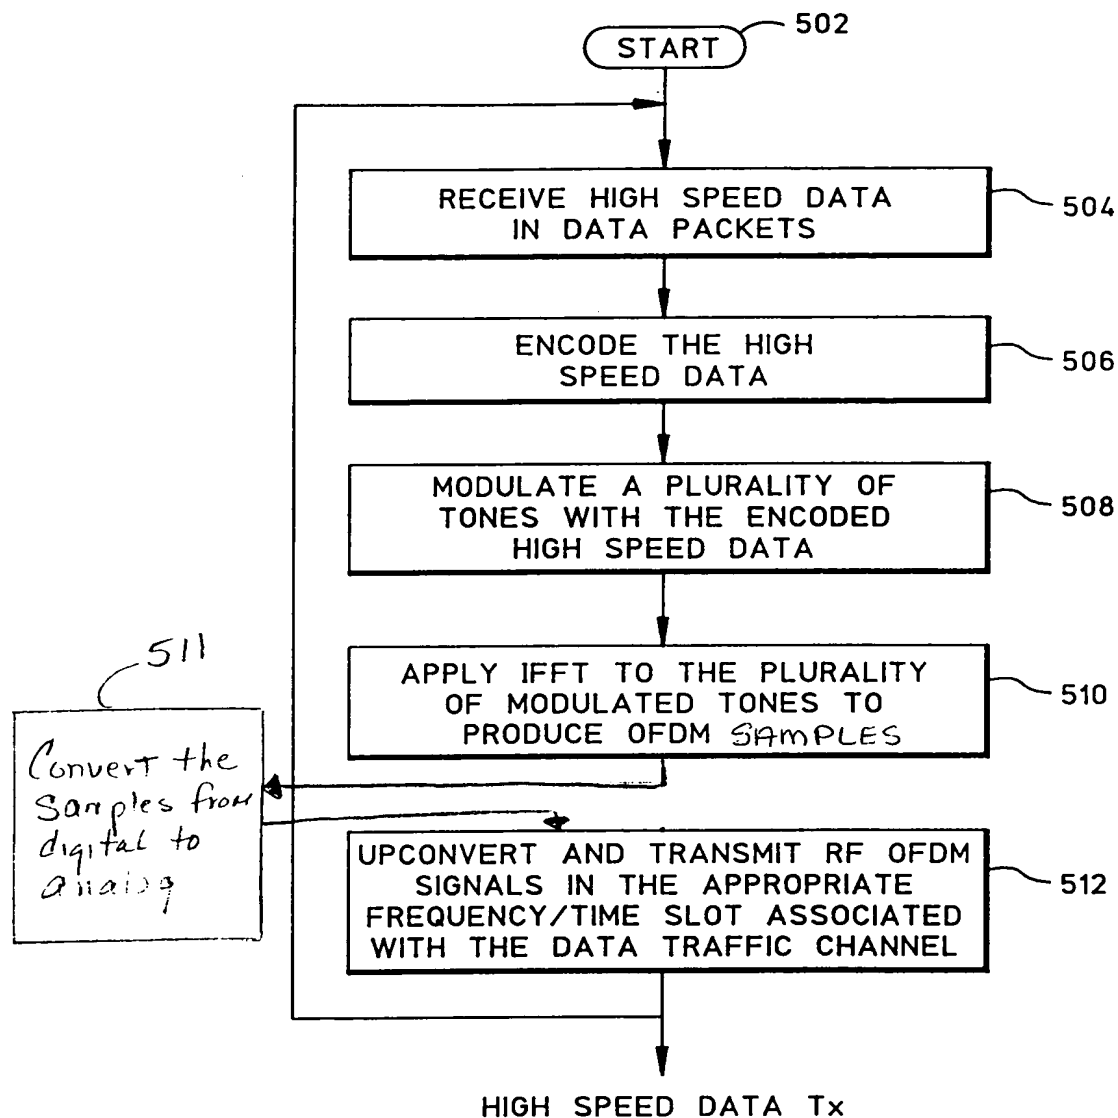 502
START
RECEIVE HIGH SPEED DATA
IN DATA PACKETS
504
ENCODE THE HIGH
SPEED DATA
506
MODULATE A PLURALITY OF
TONES WITH THE ENCODED
HIGH SPEED DATA
508
APPLY IFFT TO THE PLURALITY
OF MODULATED TONES TO
PRODUCE OFDM SAMPLES
510
511
Convert the
Samples from
digital to
analog
UPCONVERT AND TRANSMIT RF OFDM
SIGNALS IN THE APPROPRIATE
FREQUENCY/TIME SLOT ASSOCIATED
WITH THE DATA TRAFFIC CHANNEL
512
HIGH SPEED DATA Tx